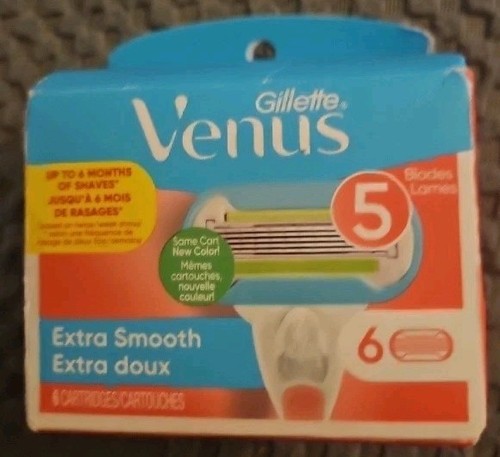 Gillette®
Venus
UP TO 6 MONTHS
OF SHAVES*
JUSQU'À 6 MOIS
DE RASAGES*
5
Blades
Lames
Same Cart
New Color!
Mêmes
cartouches,
nouvelle
couleur!
Extra Smooth
Extra doux
6
6 CARTRIDGES/CARTOUCHES